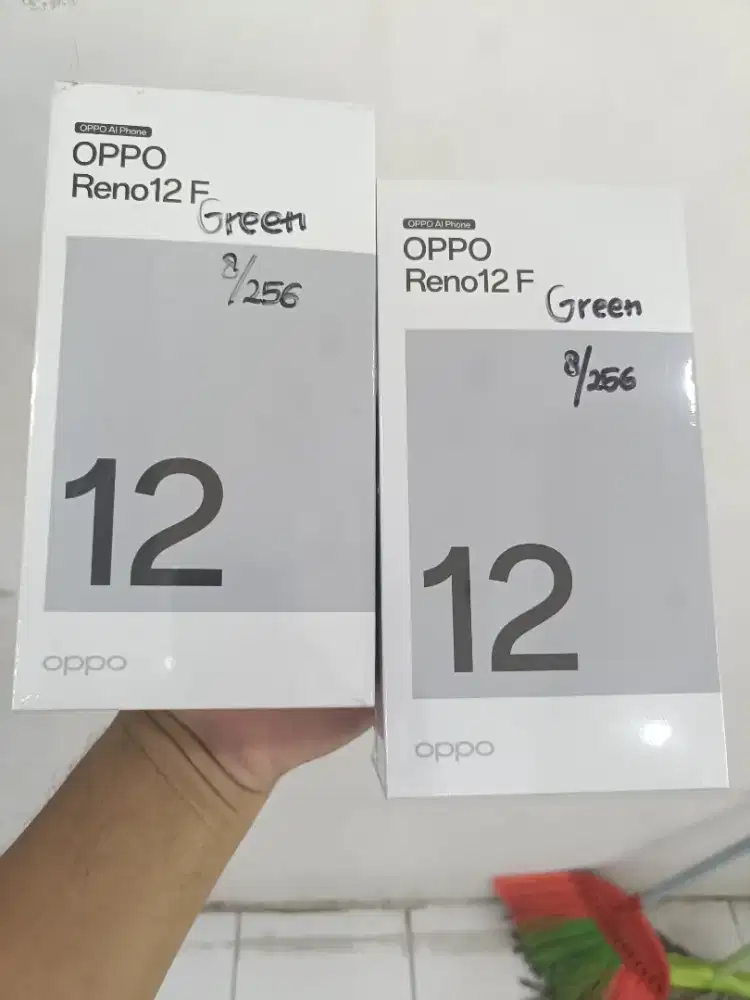 OPPO AI Phone
OPPO
Reno12 F
Green
8/256
12
oppo
OPPO AI Phone
OPPO
Reno12 F
Green
8/256
12
oppo